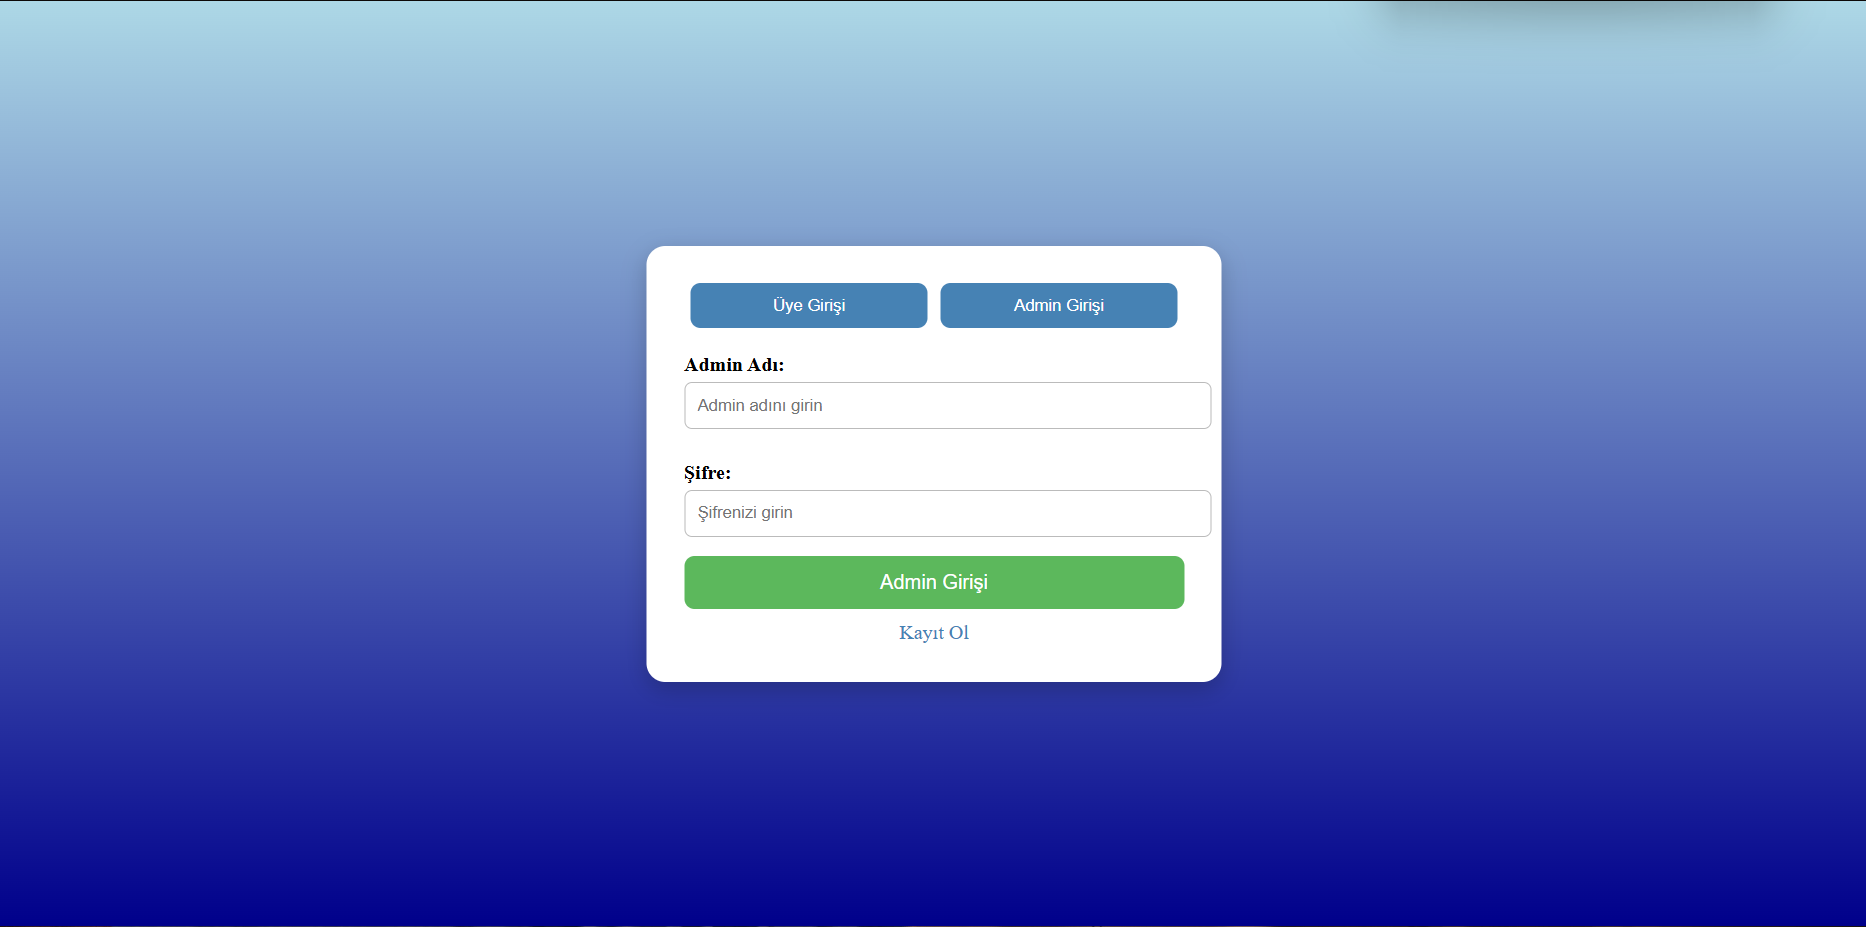 Üye Girişi Admin Girişi
Admin Adı:
Admin adını girin
Şifre:
Şifrenizi girin
Admin Girişi
Kayıt Ol